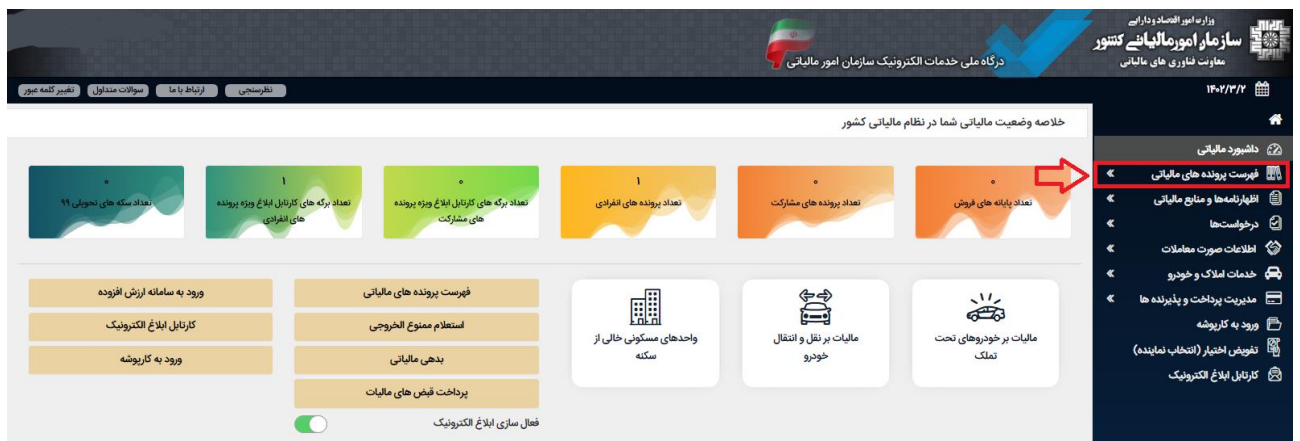 وزارت امور اقتصاد و دارایی
سازمان امور مالیاتی کشور
معاونت فناوری های مالیاتی
درگاه ملی خدمات الکترونیک سازمان امور مالیاتی
۱۴۰۲/۳/۲
نظرسنجی
ارتباط با ما
سوالات متداول
تغییر کلمه عبور
داشبورد مالیاتی
فهرست پرونده های مالیاتی
اظهارنامه‌ها و منابع مالیاتی
درخواست‌ها
اطلاعات صورت معاملات
خدمات املاک و خودرو
مدیریت پرداخت و پذیرنده ها
ورود به کارپوشه
تفویض اختیار (انتخاب نماینده)
کارتابل ابلاغ الکترونیک
خلاصه وضعیت مالیاتی شما در نظام مالیاتی کشور
۰
تعداد پایانه های فروش
۰
تعداد پرونده های مشارکت
۱
تعداد پرونده های انفرادی
۰
تعداد برگه های کارتابل ابلاغ ویژه پرونده
های مشارکت
۱
تعداد برگه های کارتابل ابلاغ ویژه پرونده
های انفرادی
۰
تعداد سکه های تحویلی ۹۹
مالیات بر خودروهای تحت
تملک
مالیات بر نقل و انتقال
خودرو
واحدهای مسکونی خالی از
سکنه
فهرست پرونده های مالیاتی
استعلام ممنوع الخروجی
بدهی مالیاتی
پرداخت قبض های مالیات
فعال سازی ابلاغ الکترونیک
ورود به سامانه ارزش افزوده
کارتابل ابلاغ الکترونیک
ورود به کارپوشه